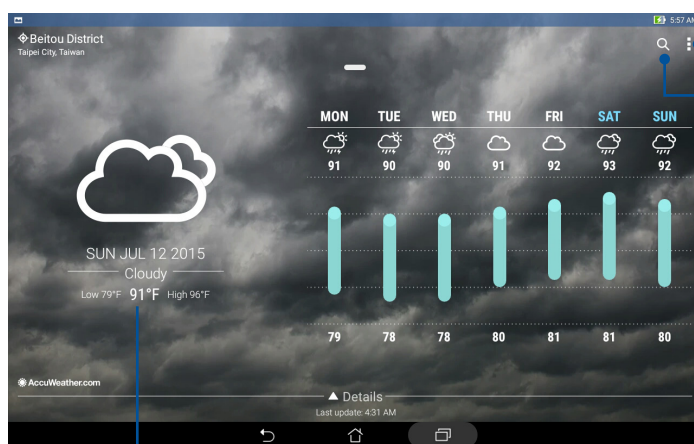 5:57 AM
Beitou District
Taipei City, Taiwan
MON TUE WED THU FRI SAT SUN
91 90 90 91 92 93 92
SUN JUL 12 2015
Cloudy
Low 79°F 91°F High 96°F
79 78 78 80 81 81 80
AccuWeather.com
Details
Last update: 4:31 AM